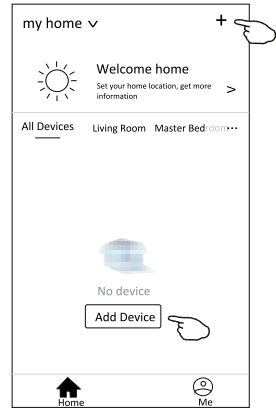 my home ∨ +
Welcome home
Set your home location, get more
information
>
All Devices Living Room Master Bedroom ···
No device
Add Device
Home Me